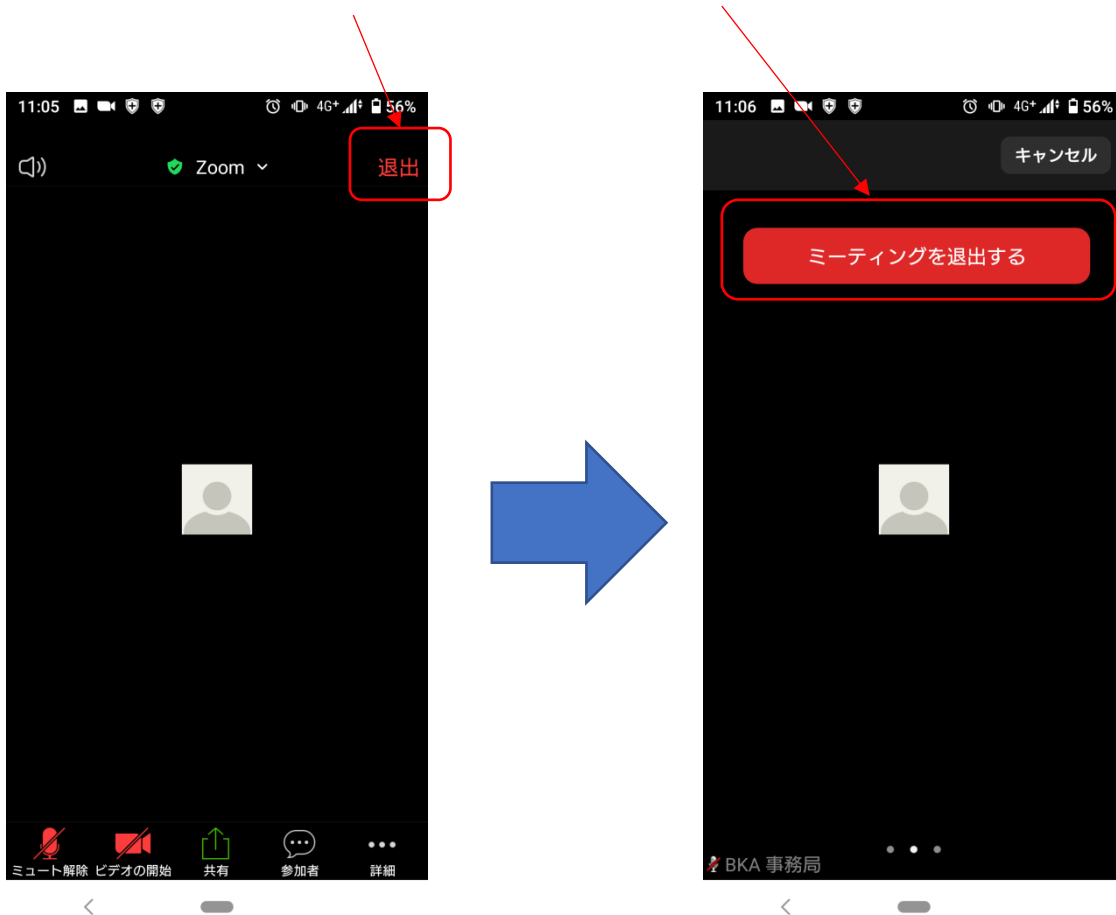 11:05 4G+ 56%
Zoom 退出
ミュート解除 ビデオの開始 共有 参加者 詳細
11:06 4G+ 56%
キャンセル
ミーティングを退出する
BKA 事務局